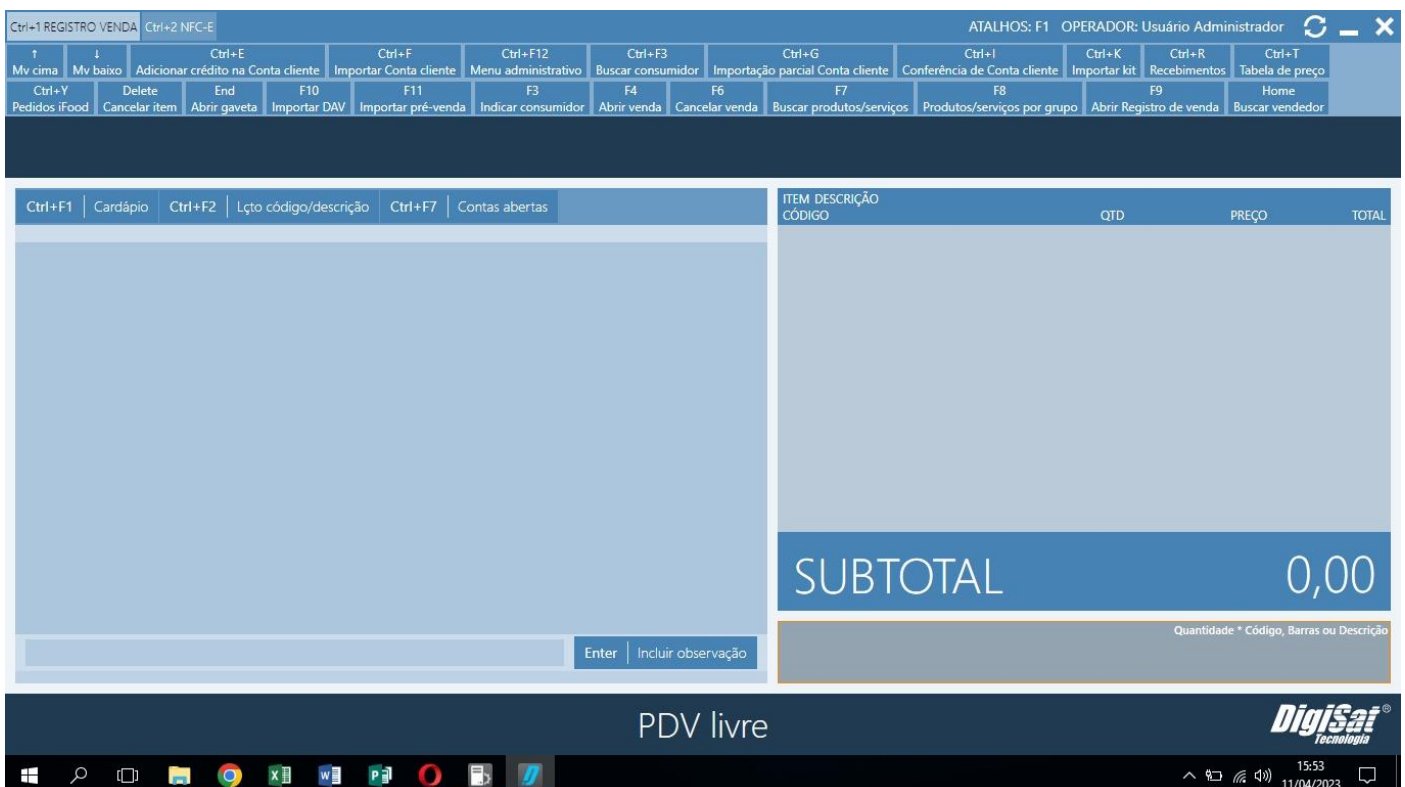 Ctrl+1 REGISTRO VENDA Ctrl+2 NFC-E ATALHOS: F1 OPERADOR: Usuário Administrador
↑ ↓ Ctrl+E Ctrl+F Ctrl+F12 Ctrl+F3 Ctrl+G Ctrl+I Ctrl+K Ctrl+R Ctrl+T
Mv cima Mv baixo Adicionar crédito na Conta cliente Importar Conta cliente Menu administrativo Buscar consumidor Importação parcial Conta cliente Conferência de Conta cliente Importar kit Recebimentos Tabela de preço
Ctrl+Y Delete End F10 F11 F3 F4 F6 F7 F8 F9 Home
Pedidos iFood Cancelar item Abrir gaveta Importar DAV Importar pré-venda Indicar consumidor Abrir venda Cancelar venda Buscar produtos/serviços Produtos/serviços por grupo Abrir Registro de venda Buscar vendedor
Ctrl+F1 Cardápio Ctrl+F2 Lçto código/descrição Ctrl+F7 Contas abertas
ITEM DESCRIÇÃO
CÓDIGO QTD PREÇO TOTAL
SUBTOTAL 0,00
Quantidade * Código, Barras ou Descrição
Enter Incluir observação
PDV livre
DigiSat®
Tecnologia
15:53
11/04/2023